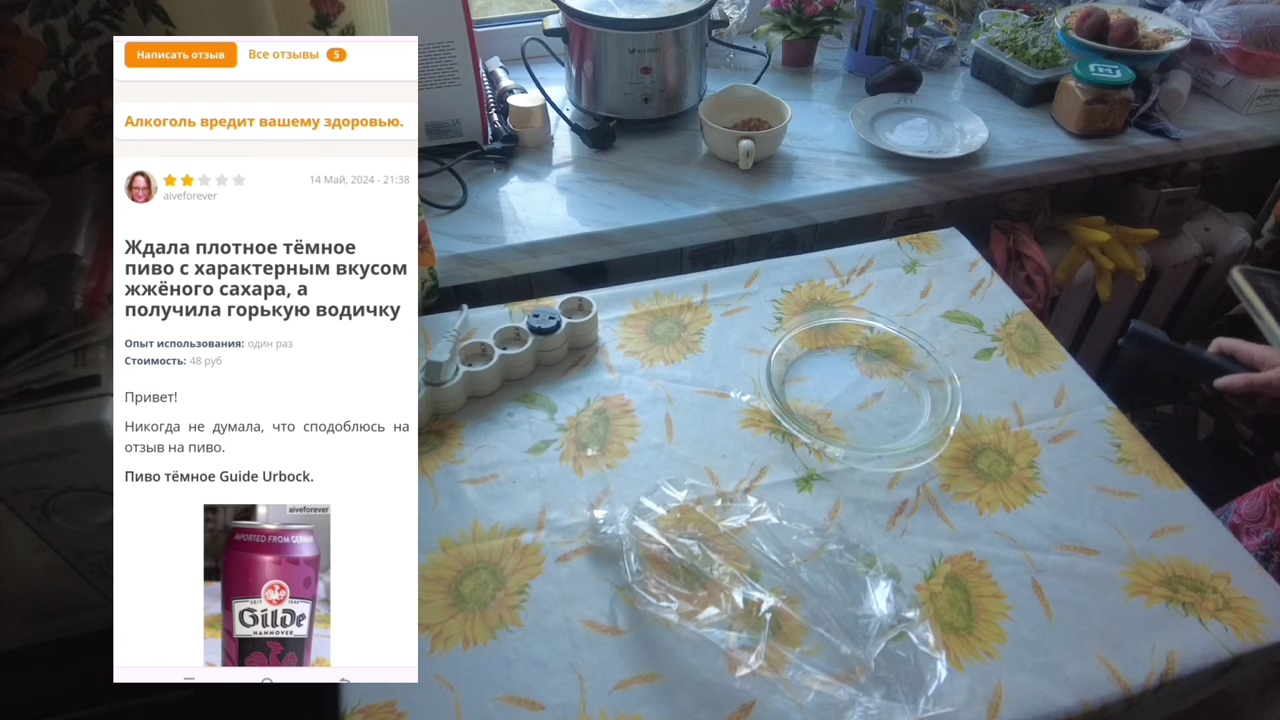 Написать отзыв
Все отзывы 5
Алкоголь вредит вашему здоровью.
14 Май, 2024 - 21:38
aiveforever
Ждала плотное тёмное
пиво с характерным вкусом
жжёного сахара, а
получила горькую водичку
Опыт использования: один раз
Стоимость: 48 руб
Привет!
Никогда не думала, что сподоблюсь на
отзыв на пиво.
Пиво тёмное Guide Urbock.
aiveforever
IMPORTED FROM GERMANY
Gilde
HANNOVER